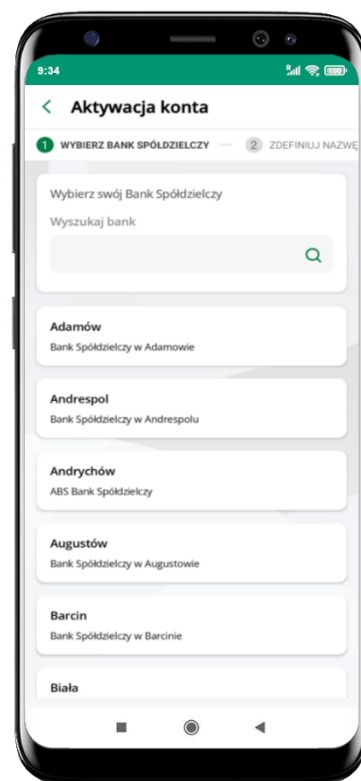 9:34
Aktywacja konta
1 WYBIERZ BANK SPÓŁDZIELCZY 2 ZDEFINIUJ NAZWĘ
Wybierz swój Bank Spółdzielczy
Wyszukaj bank
Adamów
Bank Spółdzielczy w Adamowie
Andrespol
Bank Spółdzielczy w Andrespolu
Andrychów
ABS Bank Spółdzielczy
Augustów
Bank Spółdzielczy w Augustowie
Barcin
Bank Spółdzielczy w Barcinie
Biała